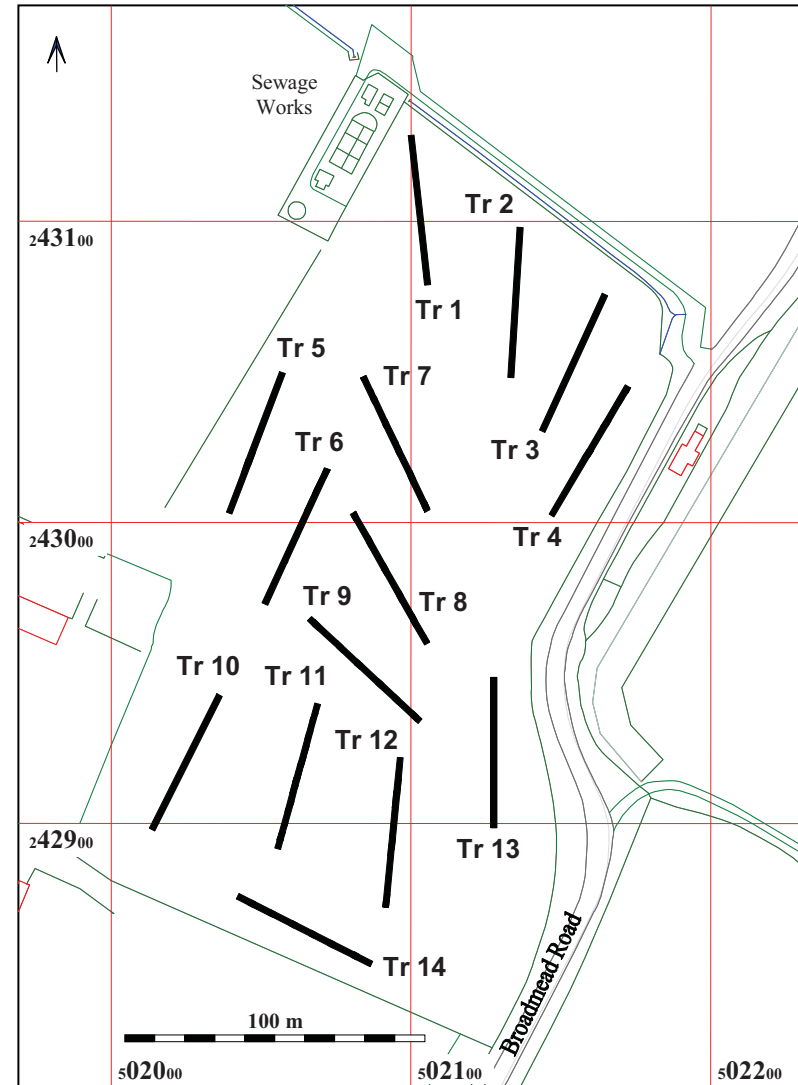 Sewage
Works
Tr 2
243100
Tr 1
Tr 5
Tr 7
Tr 6
Tr 3
Tr 4
243000
Tr 9
Tr 8
Tr 10
Tr 11
Tr 12
242900
Tr 13
Tr 14
Broadmead Road
100 m
502000
502100
502200